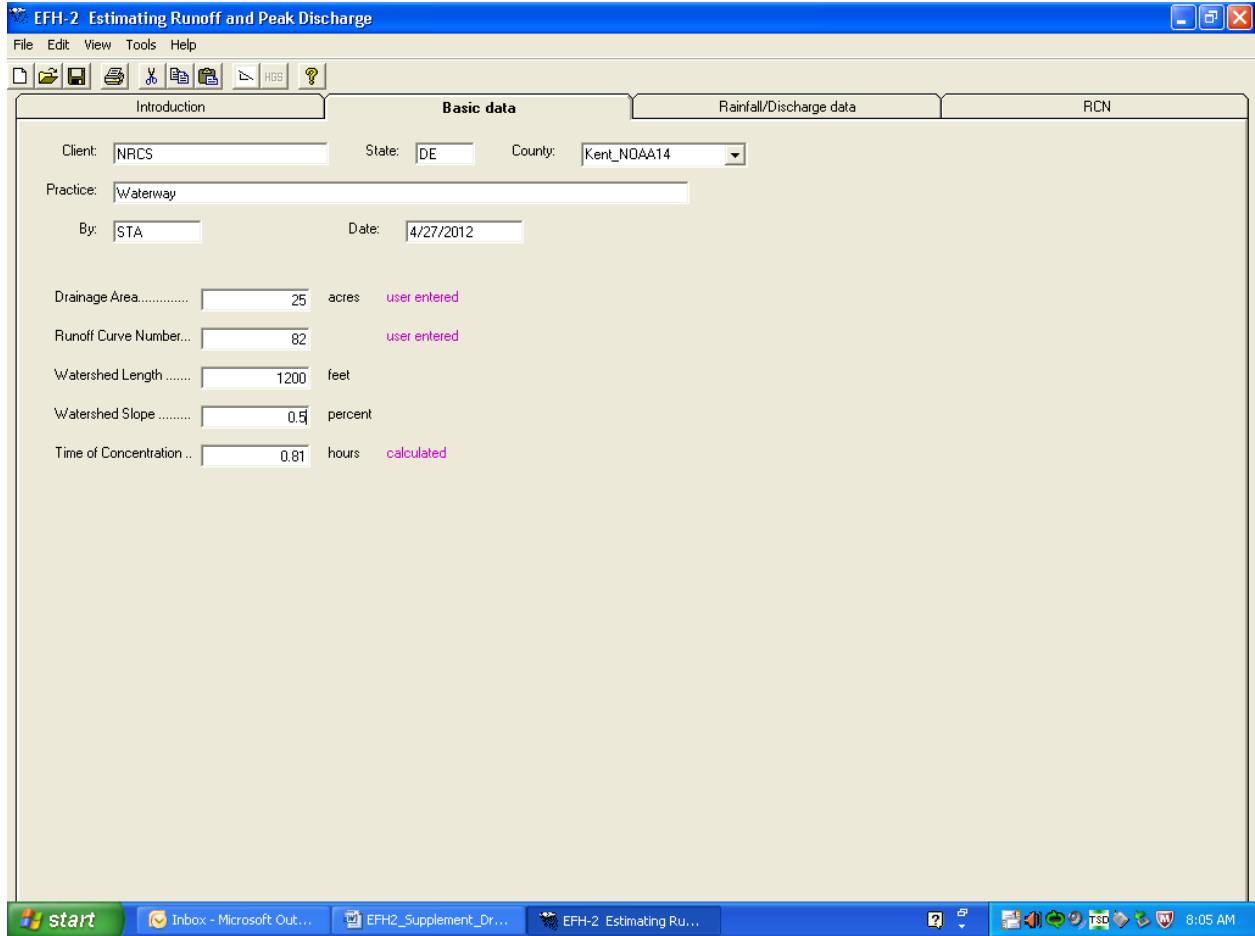 EFH-2 Estimating Runoff and Peak Discharge
File Edit View Tools Help
HGS
Introduction Basic data Rainfall/Discharge data RCN
Client: NRCS State: DE County: Kent_NOAA14
Practice: Waterway
By: STA Date: 4/27/2012
Drainage Area.............. 25 acres user entered
Runoff Curve Number... 82 user entered
Watershed Length ....... 1200 feet
Watershed Slope ......... 0.5 percent
Time of Concentration .. 0.81 hours calculated
start Inbox - Microsoft Out... EFH2_Supplement_Dr... EFH-2 Estimating Ru... TSC 8:05 AM